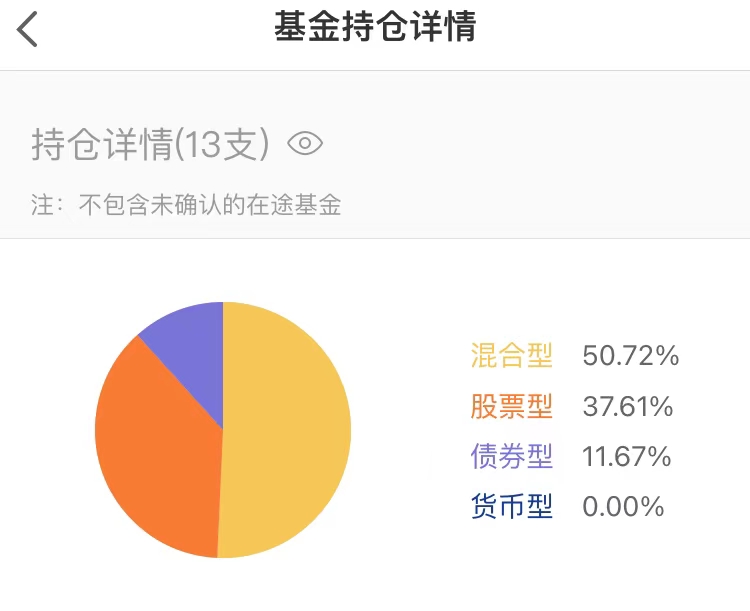 基金持仓详情
持仓详情(13支)
注：不包含未确认的在途基金
混合型 50.72%
股票型 37.61%
债券型 11.67%
货币型 0.00%